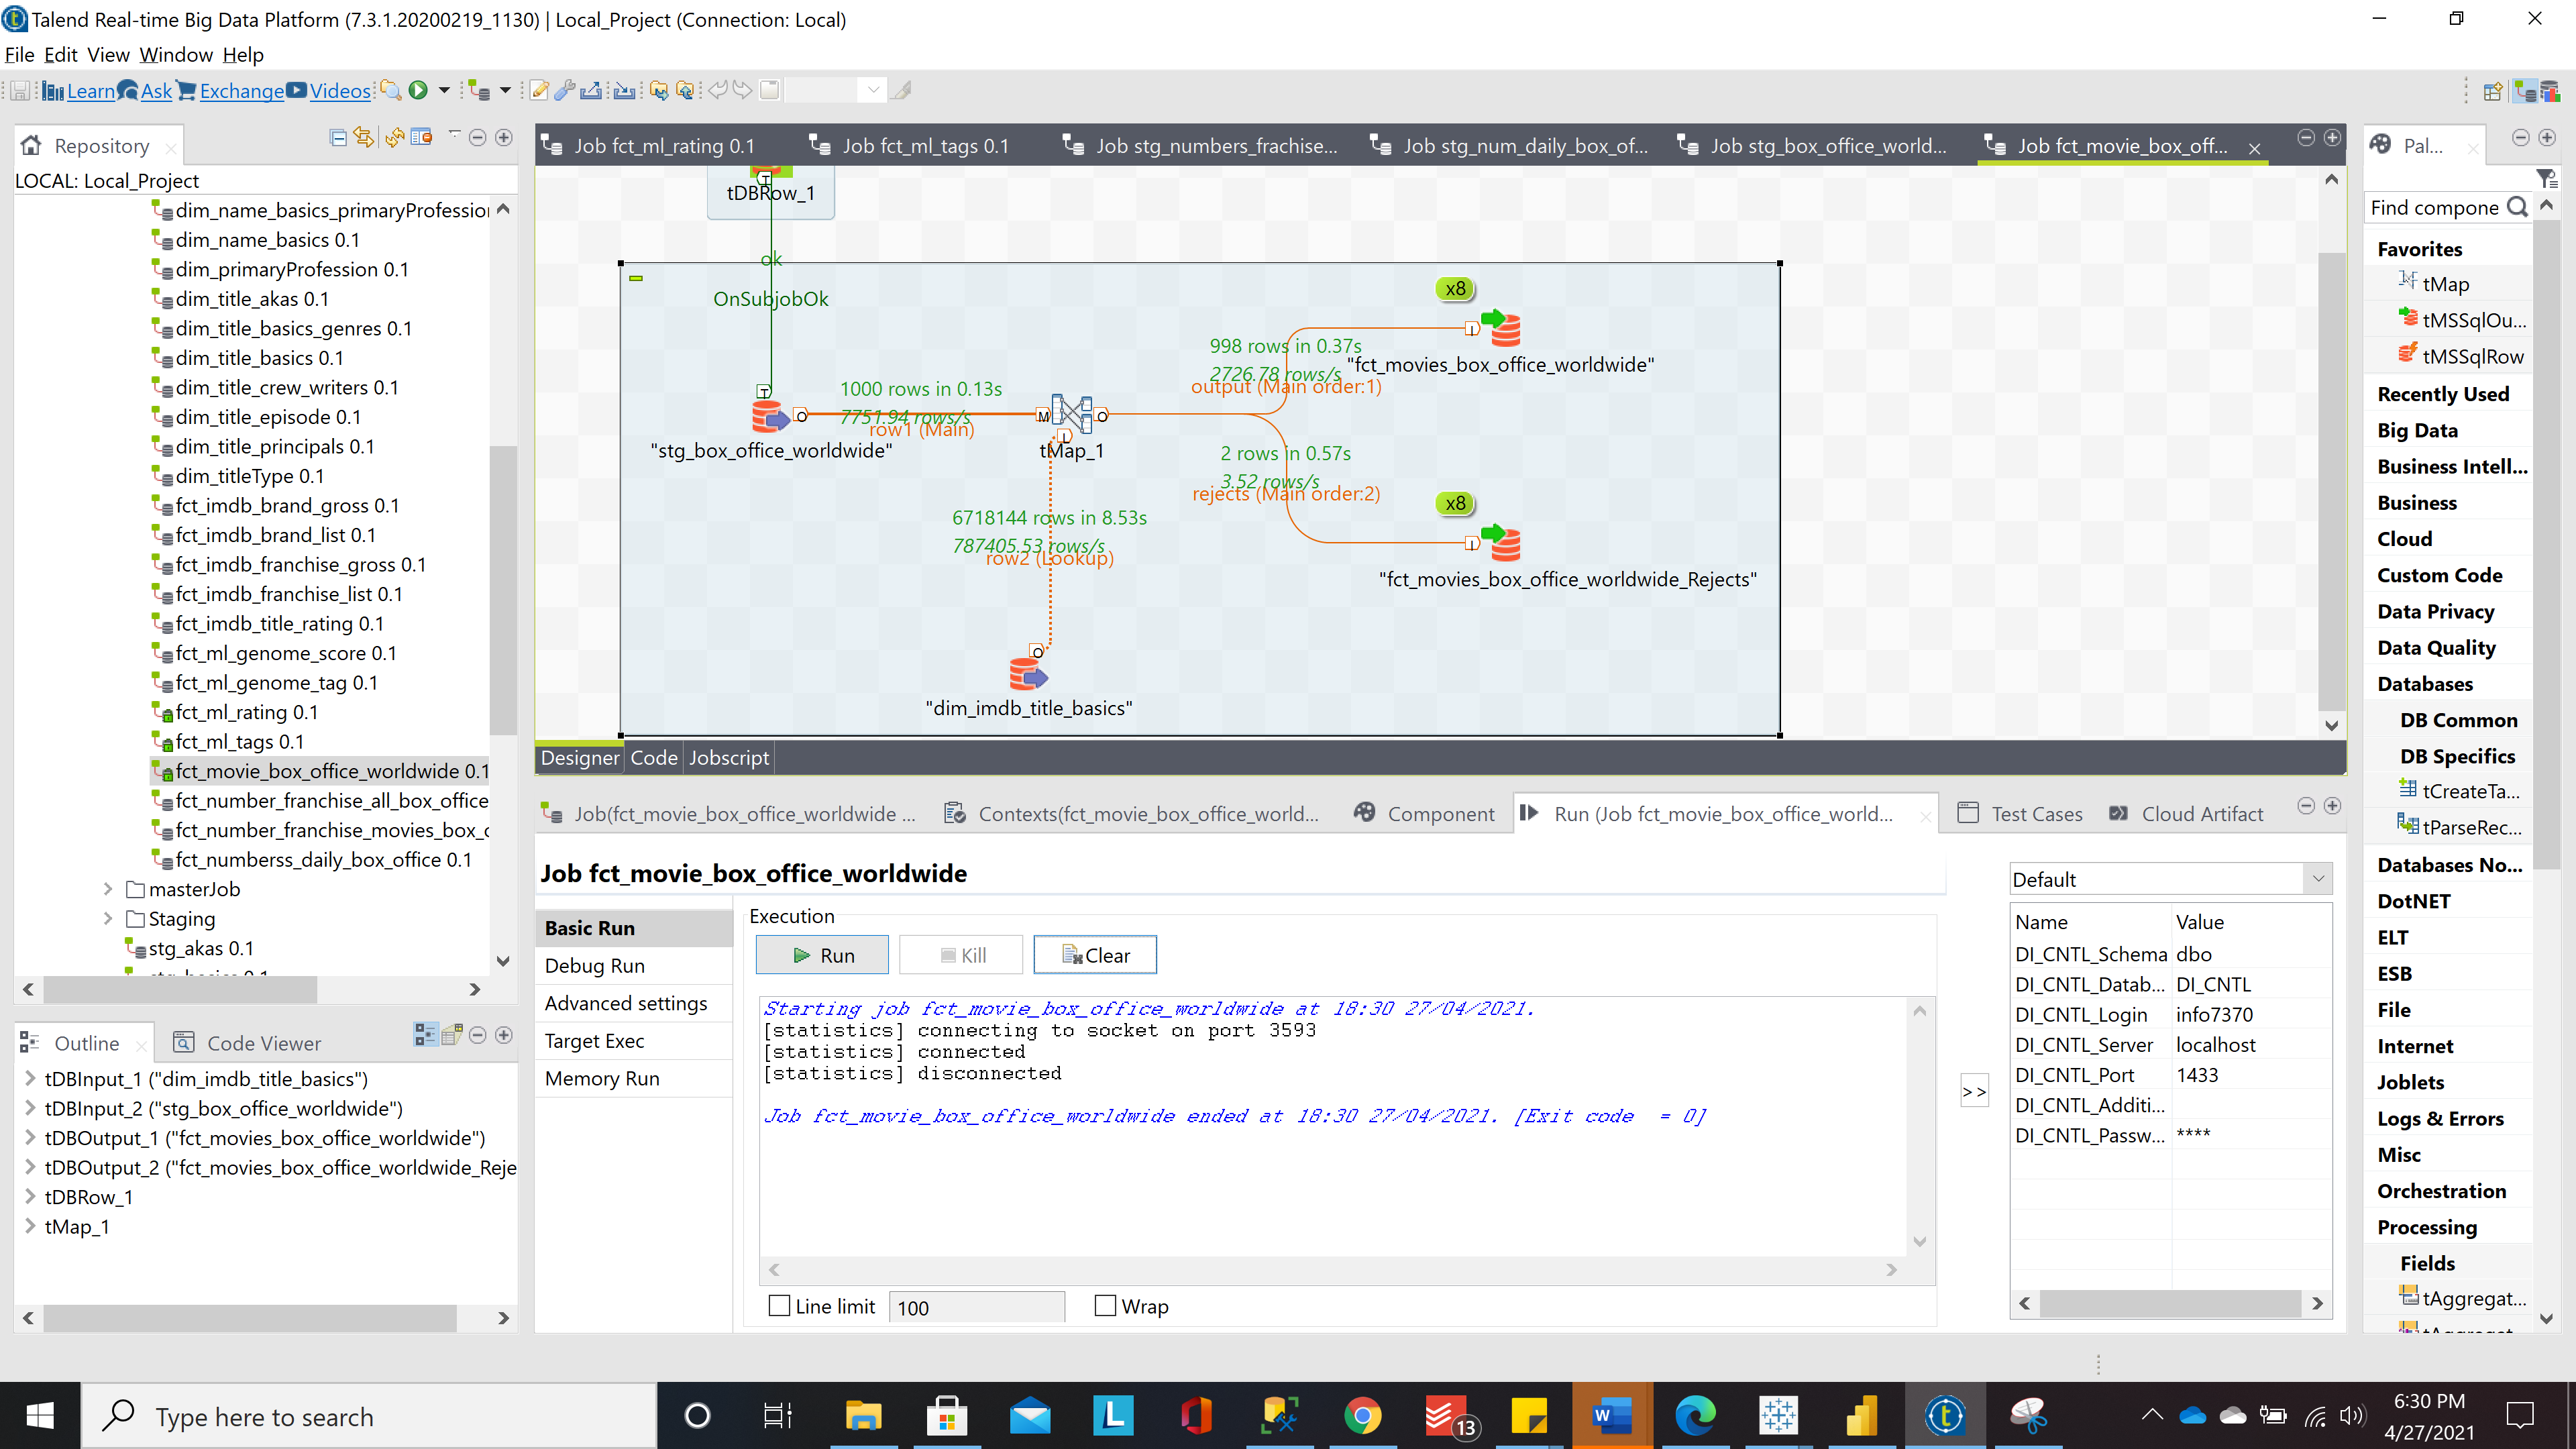 Talend Real-time Big Data Platform (7.3.1.20200219_1130) | Local_Project (Connection: Local)
File Edit View Window Help
Learn Ask Exchange Videos
Repository
LOCAL: Local_Project
dim_name_basics_primaryProfession
dim_name_basics 0.1
dim_primaryProfession 0.1
dim_title_akas 0.1
dim_title_basics_genres 0.1
dim_title_basics 0.1
dim_title_crew_writers 0.1
dim_title_episode 0.1
dim_title_principals 0.1
dim_titleType 0.1
fct_imdb_brand_gross 0.1
fct_imdb_brand_list 0.1
fct_imdb_franchise_gross 0.1
fct_imdb_franchise_list 0.1
fct_imdb_title_rating 0.1
fct_ml_genome_score 0.1
fct_ml_genome_tag 0.1
fct_ml_rating 0.1
fct_ml_tags 0.1
fct_movie_box_office_worldwide 0.1
fct_number_franchise_all_box_office
fct_number_franchise_movies_box_o
fct_numberss_daily_box_office 0.1
masterJob
Staging
stg_akas 0.1
Outline
Code Viewer
tDBInput_1 ("dim_imdb_title_basics")
tDBInput_2 ("stg_box_office_worldwide")
tDBOutput_1 ("fct_movies_box_office_worldwide")
tDBOutput_2 ("fct_movies_box_office_worldwide_Reje
tDBRow_1
tMap_1
Job fct_ml_rating 0.1
Job fct_ml_tags 0.1
Job stg_numbers_frachise...
Job stg_num_daily_box_of...
Job stg_box_office_world...
Job fct_movie_box_off...
tDBRow_1
ok
OnSubjobOk
x8
998 rows in 0.37s
"fct_movies_box_office_worldwide"
2726.78 rows/s
output (Main order:1)
1000 rows in 0.13s
7751.94 rows/s
row1 (Main)
"stg_box_office_worldwide"
tMap_1
2 rows in 0.57s
3.52 rows/s
rejects (Main order:2)
x8
6718144 rows in 8.53s
787405.53 rows/s
row2 (Lookup)
"fct_movies_box_office_worldwide_Rejects"
"dim_imdb_title_basics"
Designer Code Jobscript
Job(fct_movie_box_office_worldwide ...
Contexts(fct_movie_box_office_world...
Component
Run (Job fct_movie_box_office_world...
Test Cases
Cloud Artifact
Job fct_movie_box_office_worldwide
Basic Run
Debug Run
Advanced settings
Target Exec
Memory Run
Execution
Run
Kill
Clear
Starting job fct_movie_box_office_worldwide at 18:30 27/04/2021.
[statistics] connecting to socket on port 3593
[statistics] connected
[statistics] disconnected
Job fct_movie_box_office_worldwide ended at 18:30 27/04/2021. [Exit code  = 0]
Line limit 100
Wrap
>>
Default
Name Value
DI_CNTL_Schema dbo
DI_CNTL_Datab... DI_CNTL
DI_CNTL_Login info7370
DI_CNTL_Server localhost
DI_CNTL_Port 1433
DI_CNTL_Additi...
DI_CNTL_Passw... ****
Pal...
Find compone
Favorites
tMap
tMSSqlOu...
tMSSqlRow
Recently Used
Big Data
Business Intell...
Business
Cloud
Custom Code
Data Privacy
Data Quality
Databases
DB Common
DB Specifics
tCreateTa...
tParseRec...
Databases No...
DotNET
ELT
ESB
File
Internet
Joblets
Logs & Errors
Misc
Orchestration
Processing
Fields
tAggregat...
Type here to search
13
6:30 PM
4/27/2021